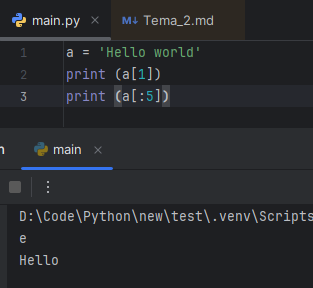 main.py
Tema_2.md
1 a = 'Hello world'
2 print (a[1])
3 print (a[:5])
n
main
D:\Code\Python\new\test\.venv\Scripts
e
Hello